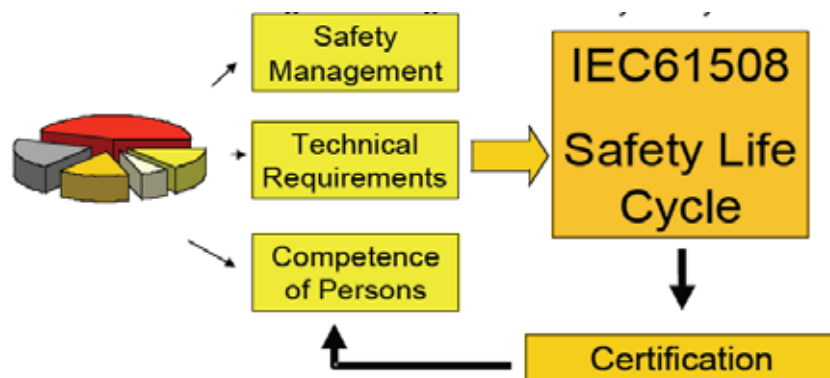 Safety
Management
Technical
Requirements
Competence
of Persons
IEC61508
Safety Life
Cycle
Certification